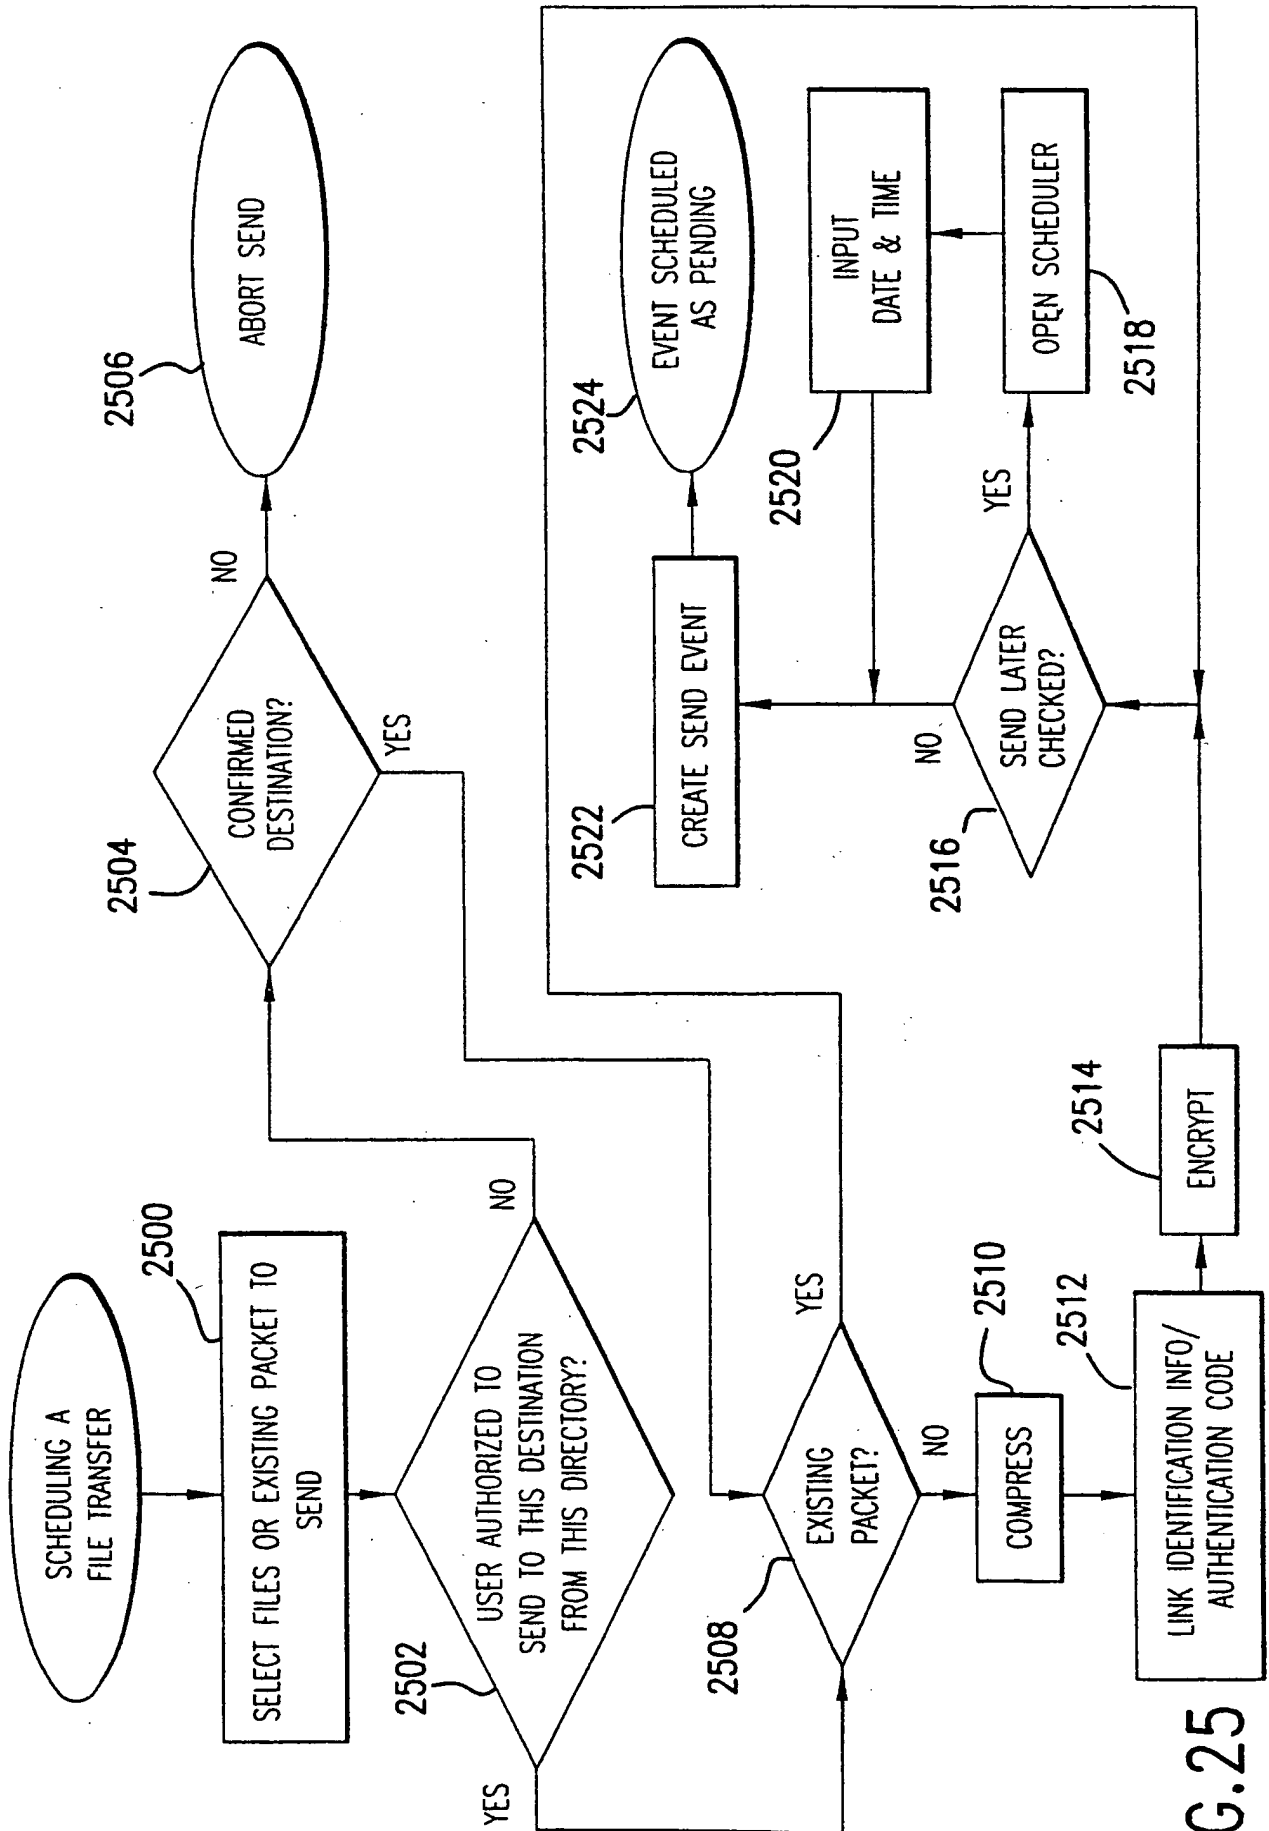 SCHEDULING A
FILE TRANSFER
2500
SELECT FILES OR EXISTING PACKET TO
SEND
2502
USER AUTHORIZED TO
SEND TO THIS DESTINATION
FROM THIS DIRECTORY?
YES
NO
2504
CONFIRMED
DESTINATION?
NO
YES
2506
ABORT SEND
2508
EXISTING
PACKET?
YES
NO
2510
COMPRESS
2512
LINK IDENTIFICATION INFO/
AUTHENTICATION CODE
2514
ENCRYPT
2516
SEND LATER
CHECKED?
NO
YES
2518
OPEN SCHEDULER
2520
INPUT
DATE & TIME
2522
CREATE SEND EVENT
2524
EVENT SCHEDULED
AS PENDING
G.25